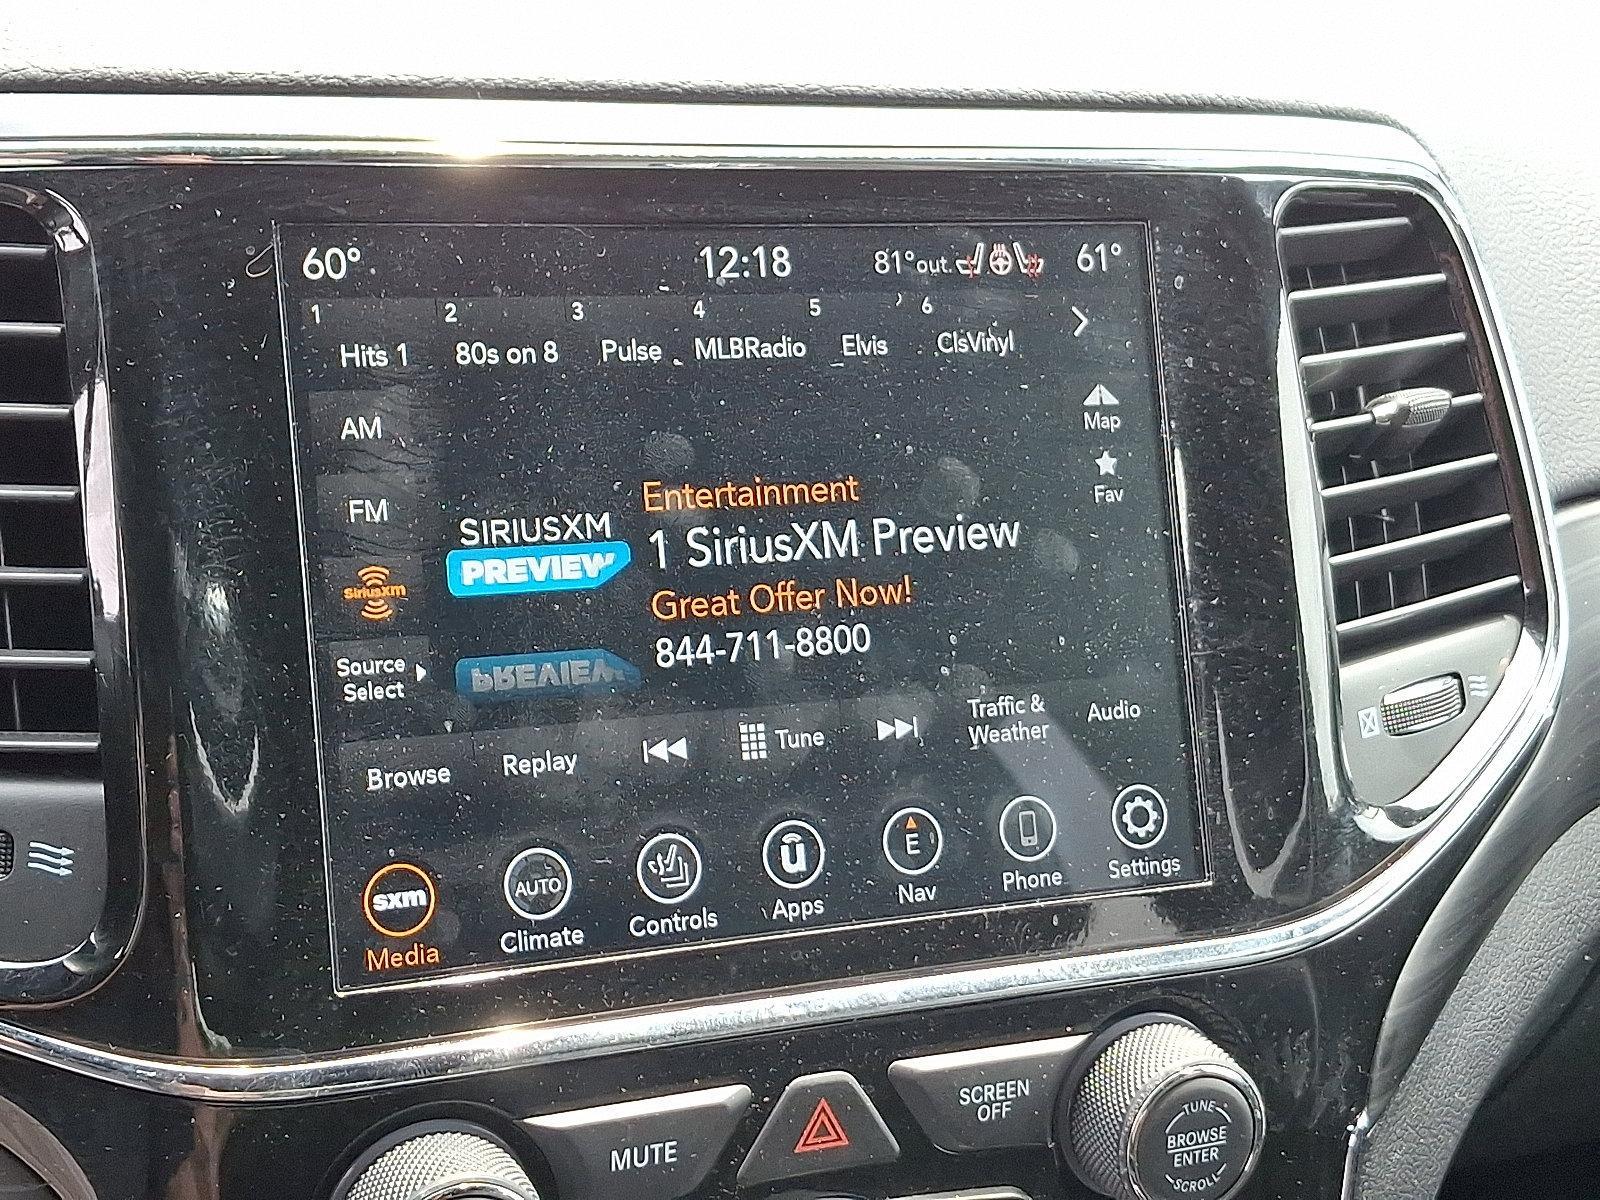 60° 12:18 81°out. 61°
1 2 3 4 5 6
Hits 1 80s on 8 Pulse MLBRadio Elvis ClsVinyl
AM
Map
FM
Fav
SIRIUSXM
PREVIEW
Entertainment
1 SiriusXM Preview
Great Offer Now!
844-711-8800
siriusxm
Source
Select
PREVIEW
Browse Replay Tune Traffic &
Weather Audio
sxm AUTO u E
Media Climate Controls Apps Nav Phone Settings
MUTE
SCREEN
OFF
TUNE
BROWSE
ENTER
SCROLL